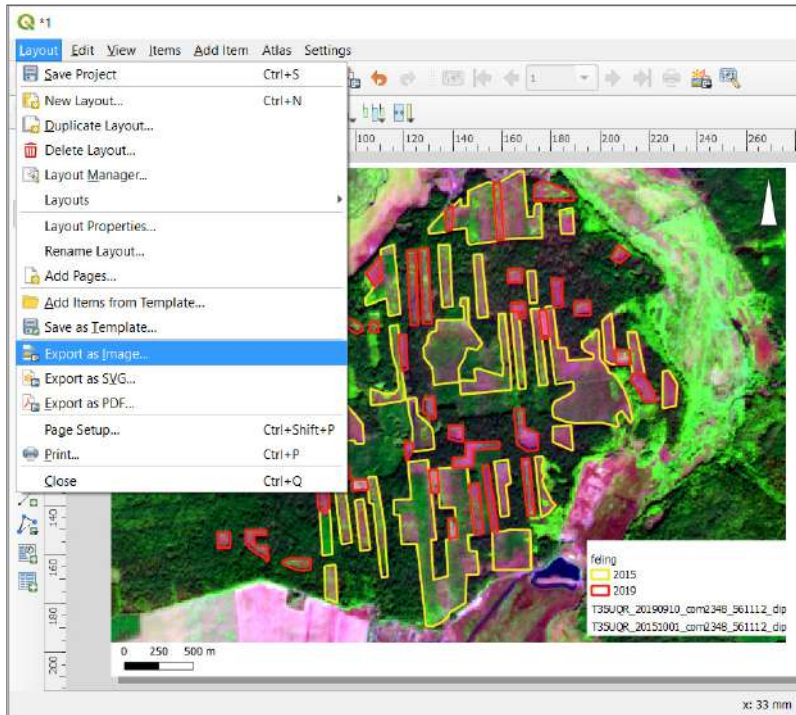 *1
Layout Edit View Items Add Item Atlas Settings
Save Project Ctrl+S
New Layout... Ctrl+N
Duplicate Layout...
Delete Layout...
Layout Manager...
Layouts
Layout Properties...
Rename Layout...
Add Pages...
Add Items from Template...
Save as Template...
Export as Image...
Export as SVG...
Export as PDF...
Page Setup... Ctrl+Shift+P
Print... Ctrl+P
Close Ctrl+Q
1
100 120 140 160 180 200 220 240 260
140
160
180
200
feling
2015
2019
T35UQR_20190910_com2348_561112_dip
T35UQR_20151001_com2348_561112_dip
0 250 500 m
x: 33 mm